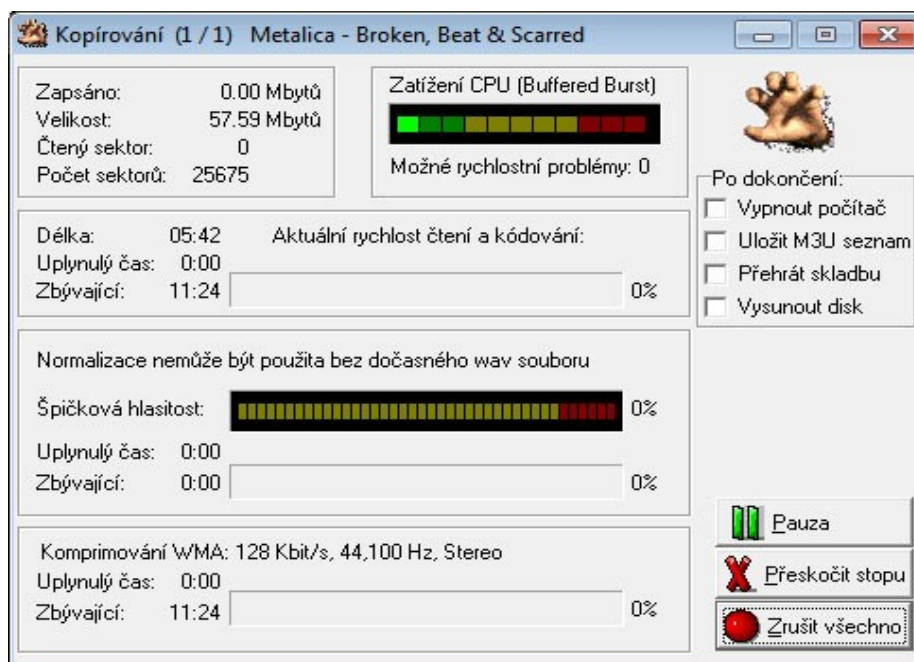 Kopírování (1 / 1) Metalica - Broken, Beat & Scarred
Zapsáno: 0.00 Mbytů
Velikost: 57.59 Mbytů
Čtený sektor: 0
Počet sektorů: 25675
Zatížení CPU (Buffered Burst)
Možné rychlostní problémy: 0
Po dokončení:
Vypnout počítač
Uložit M3U seznam
Přehrát skladbu
Vysunout disk
Délka: 05:42 Aktuální rychlost čtení a kódování:
Uplynulý čas: 0:00
Zbývající: 11:24 0%
Normalizace nemůže být použita bez dočasného wav souboru
Špičková hlasitost: 0%
Uplynulý čas: 0:00
Zbývající: 0:00 0%
Komprimování WMA: 128 Kbit/s, 44,100 Hz, Stereo
Uplynulý čas: 0:00
Zbývající: 11:24 0%
Pauza
Přeskočit stopu
Zrušit všechno